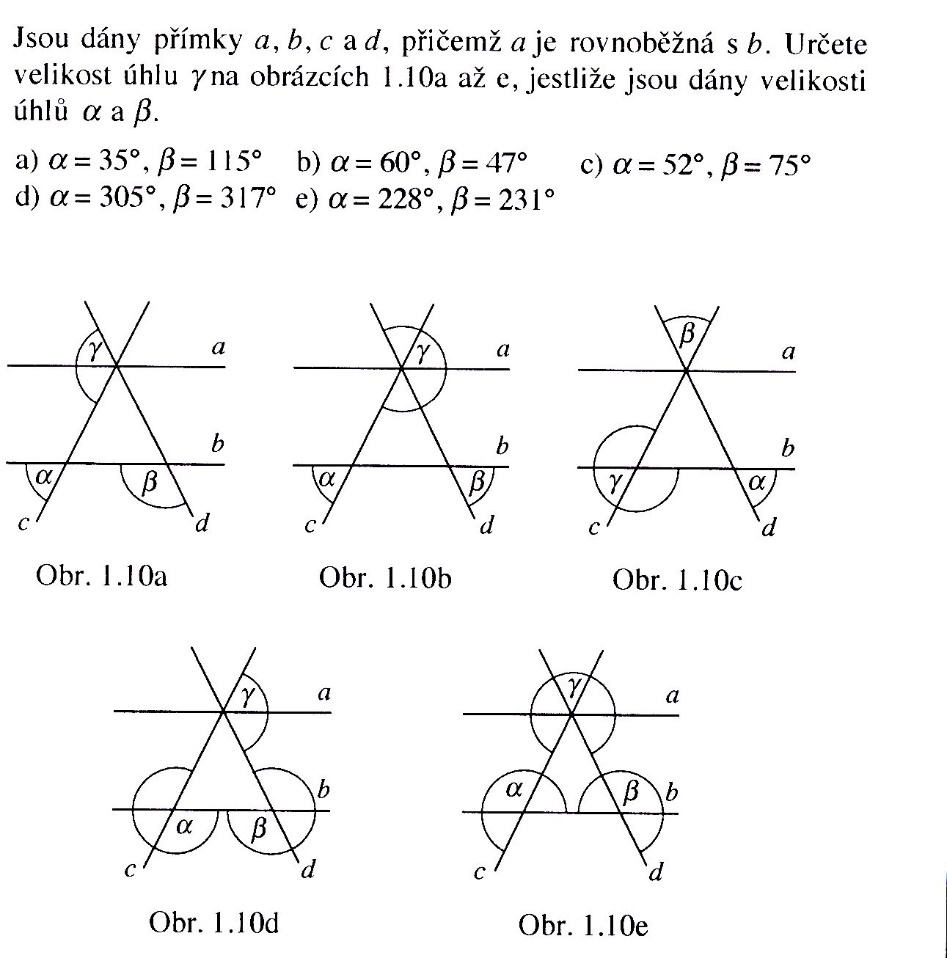 Jsou dány přímky a, b, c a d, přičemž a je rovnoběžná s b. Určete
velikost úhlu γ na obrázcích 1.10a až e, jestliže jsou dány velikosti
úhlů α a β.
a) α = 35°, β = 115° b) α = 60°, β = 47° c) α = 52°, β = 75°
d) α = 305°, β = 317° e) α = 228°, β = 231°
γ a
b
α β
c d
γ a
b
α β
c d
β a
b
γ α
c d
Obr. 1.10a Obr. 1.10b Obr. 1.10c
γ a
b
α β
c d
γ a
α β b
c d
Obr. 1.10d Obr. 1.10e